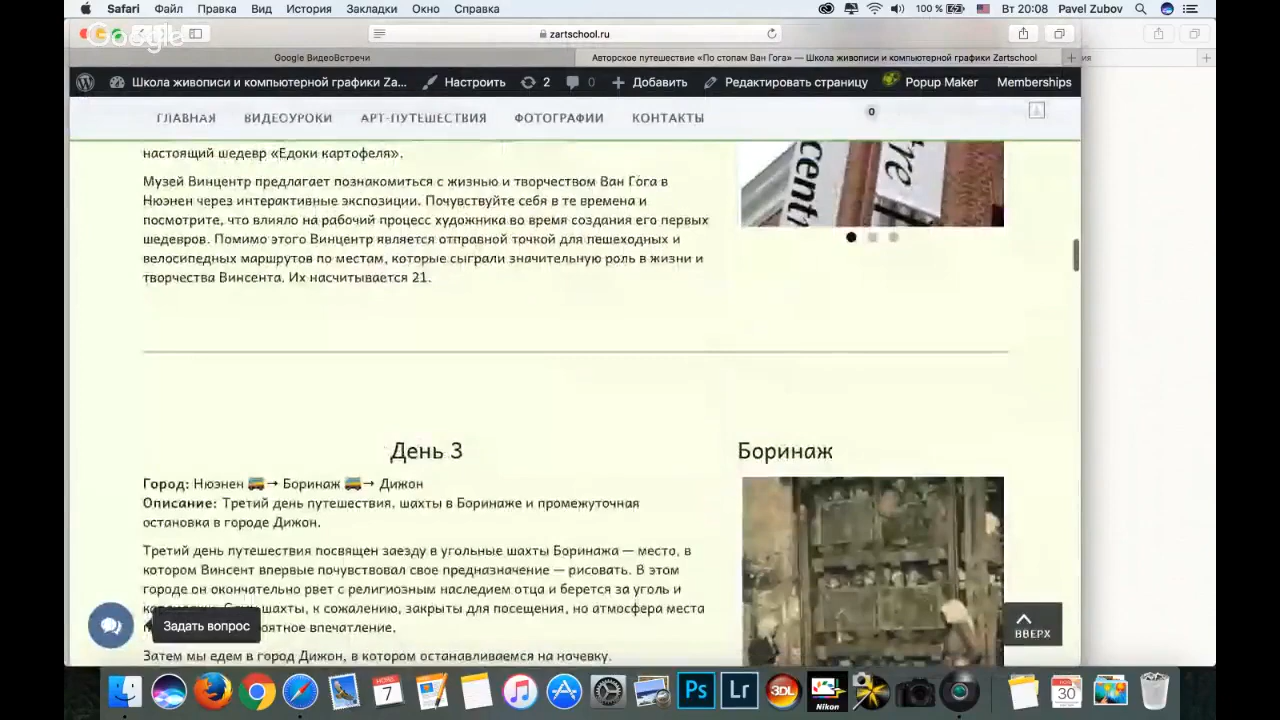 Safari Файл Правка Вид История Закладки Окно Справка 100 % Вт 20:08 Pavel Zubov
Google
zartschool.ru
Google ВидеоВстречи Авторское путешествие «По стопам Ван Гога» — Школа живописи и компьютерной графики Zartschool
Школа живописи и компьютерной графики Za... Настроить 2 0 Добавить Редактировать страницу Popup Maker Memberships
ГЛАВНАЯ ВИДЕОУРОКИ АРТ-ПУТЕШЕСТВИЯ ФОТОГРАФИИ КОНТАКТЫ 0
настоящий шедевр «Едоки картофеля».
Музей Винцентр предлагает познакомиться с жизнью и творчеством Ван Гога в
Нюэнен через интерактивные экспозиции. Почувствуйте себя в те времена и
посмотрите, что влияло на рабочий процесс художника во время создания его первых
шедевров. Помимо этого Винцентр является отправной точкой для пешеходных и
велосипедных маршрутов по местам, которые сыграли значительную роль в жизни и
творчества Винсента. Их насчитывается 21.
День 3
Боринаж
Город: Нюэнен → Боринаж → Дижон
Описание: Третий день путешествия, шахты в Боринаже и промежуточная
остановка в городе Дижон.
Третий день путешествия посвящен заезду в угольные шахты Боринажа — место, в
котором Винсент впервые почувствовал свое предназначение — рисовать. В этом
городе он окончательно рвет с религиозным наследием отца и берется за уголь и
шахты, к сожалению, закрыты для посещения, но атмосфера места
впечатление.
Задать вопрос
ВВЕРХ
Затем мы едем в город Дижон, в котором останавливаемся на ночевку.
НОЯБ.
7
Ps
Lr
3DL
Nikon
30